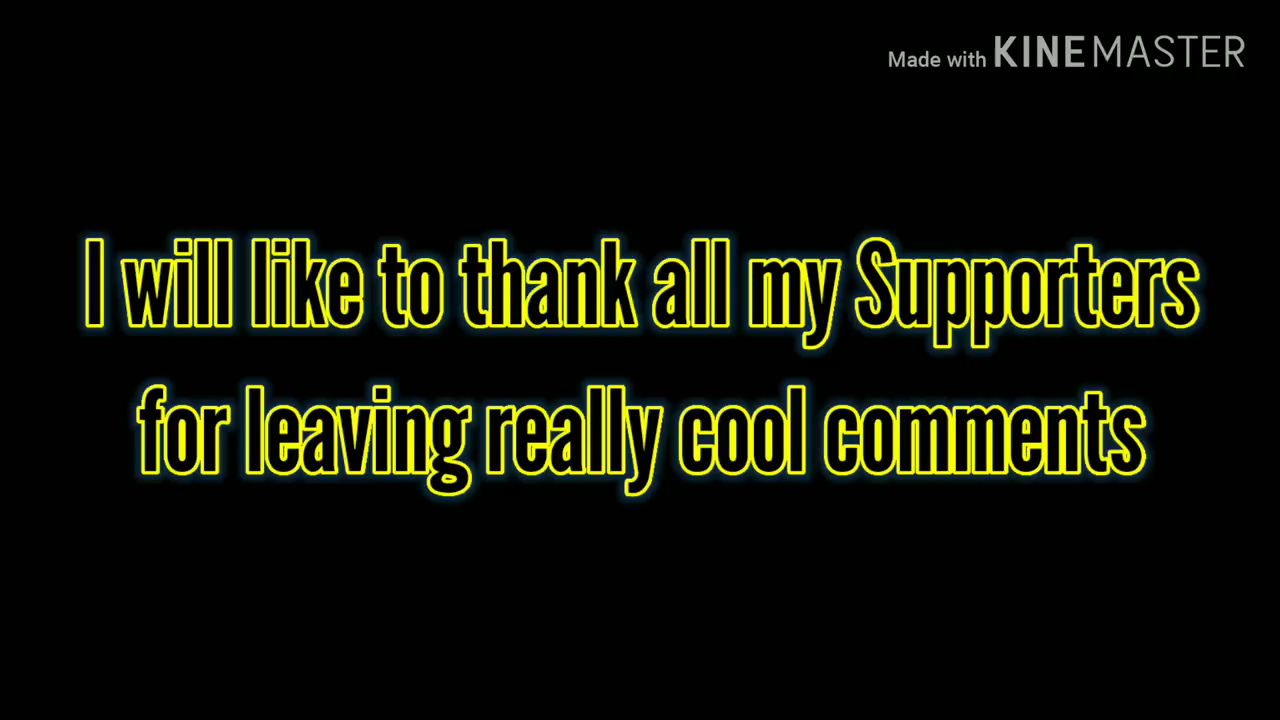 Made with KINEMASTER
I will like to thank all my Supporters
for leaving really cool comments